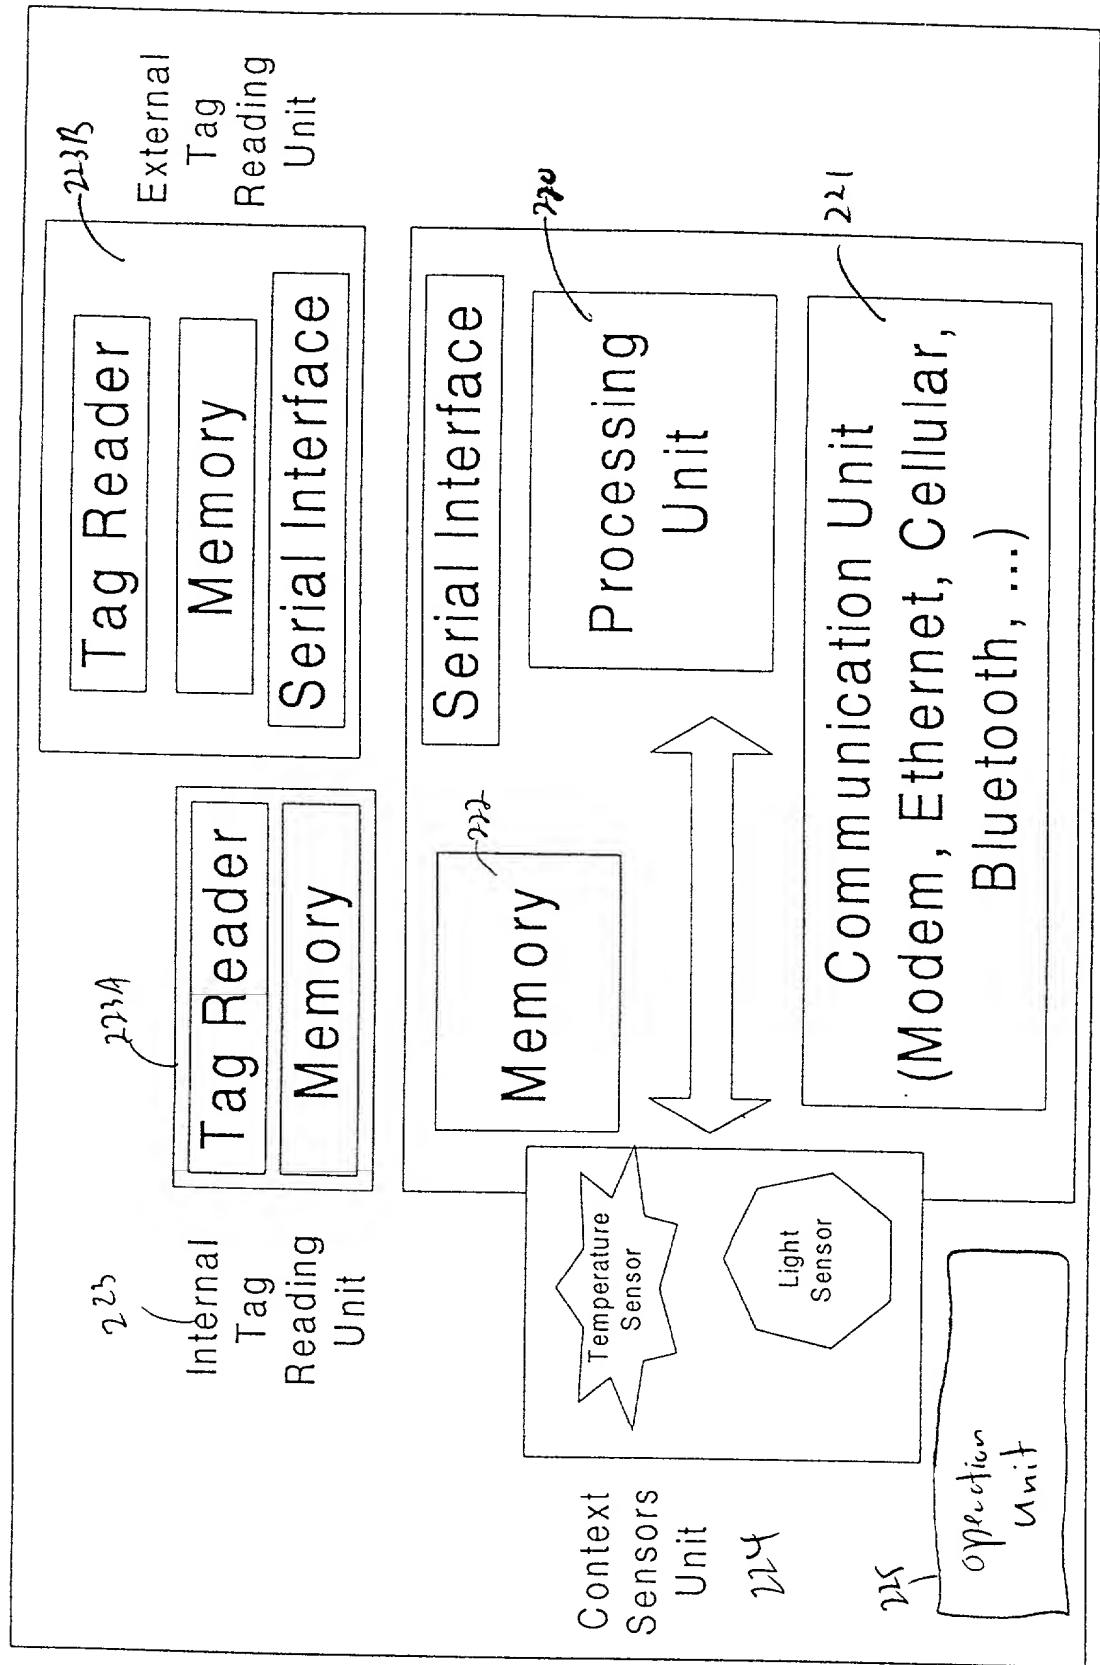 223
Internal
Tag
Reading
Unit
223A
Tag Reader
Memory
223B
Tag Reader
Memory
Serial Interface
External
Tag
Reading
Unit
Context
Sensors
Unit
224
Temperature
Sensor
Light
Sensor
222
Memory
Serial Interface
220
Processing
Unit
221
Communication Unit
(Modem, Ethernet, Cellular,
Bluetooth, ...)
225
opperation
Unit